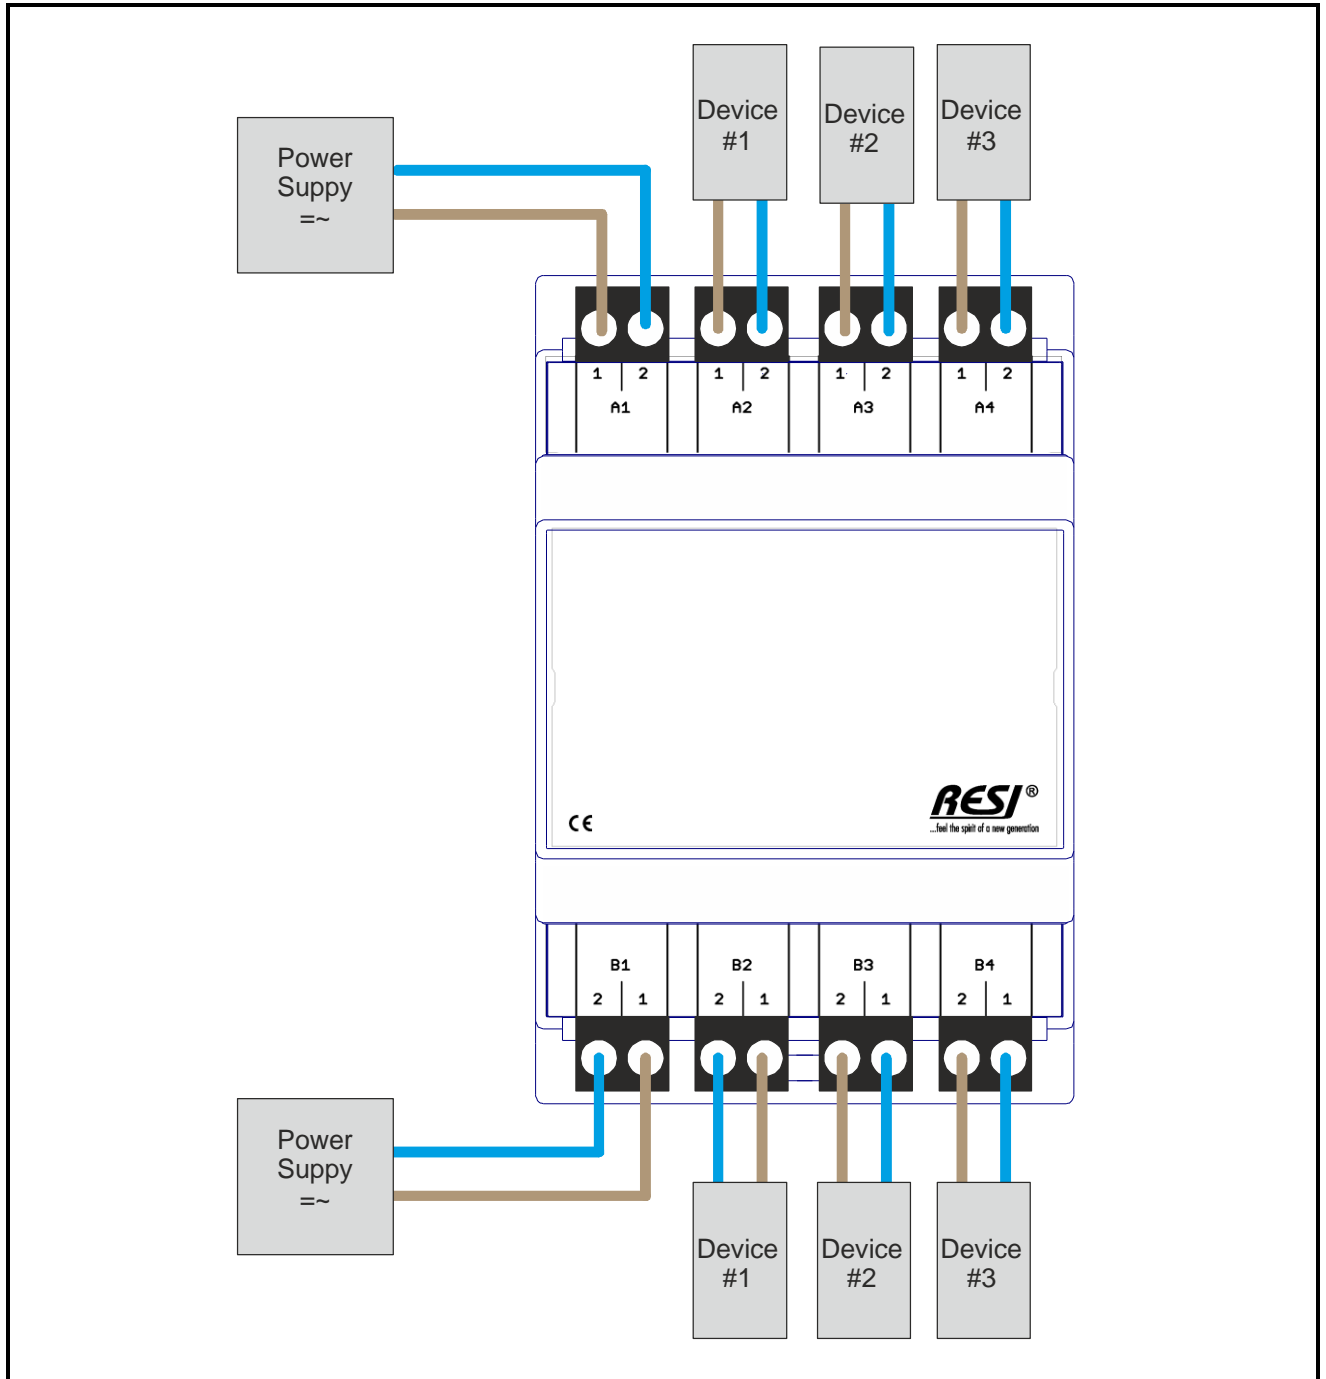 Device
#1
Device
#2
Device
#3
Power
Suppy
=~
1 2
A1
1 2
A2
1 2
A3
1 2
A4
RESI®
...feel the spirit of a new generation
CE
B1
2 1
B2
2 1
B3
2 1
B4
2 1
Power
Suppy
=~
Device
#1
Device
#2
Device
#3